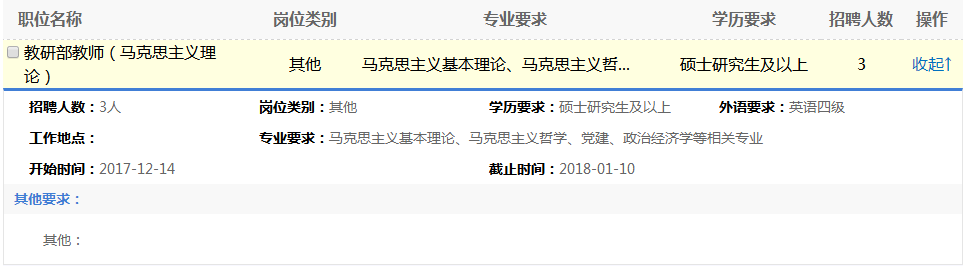 职位名称 岗位类别 专业要求 学历要求 招聘人数 操作
教研部教师（马克思主义理
论） 其他 马克思主义基本理论、马克思主义哲... 硕士研究生及以上 3 收起↑
招聘人数：3人 岗位类别：其他 学历要求：硕士研究生及以上 外语要求：英语四级
工作地点： 专业要求：马克思主义基本理论、马克思主义哲学、党建、政治经济学等相关专业
开始时间：2017-12-14 截止时间：2018-01-10
其他要求：
其他：